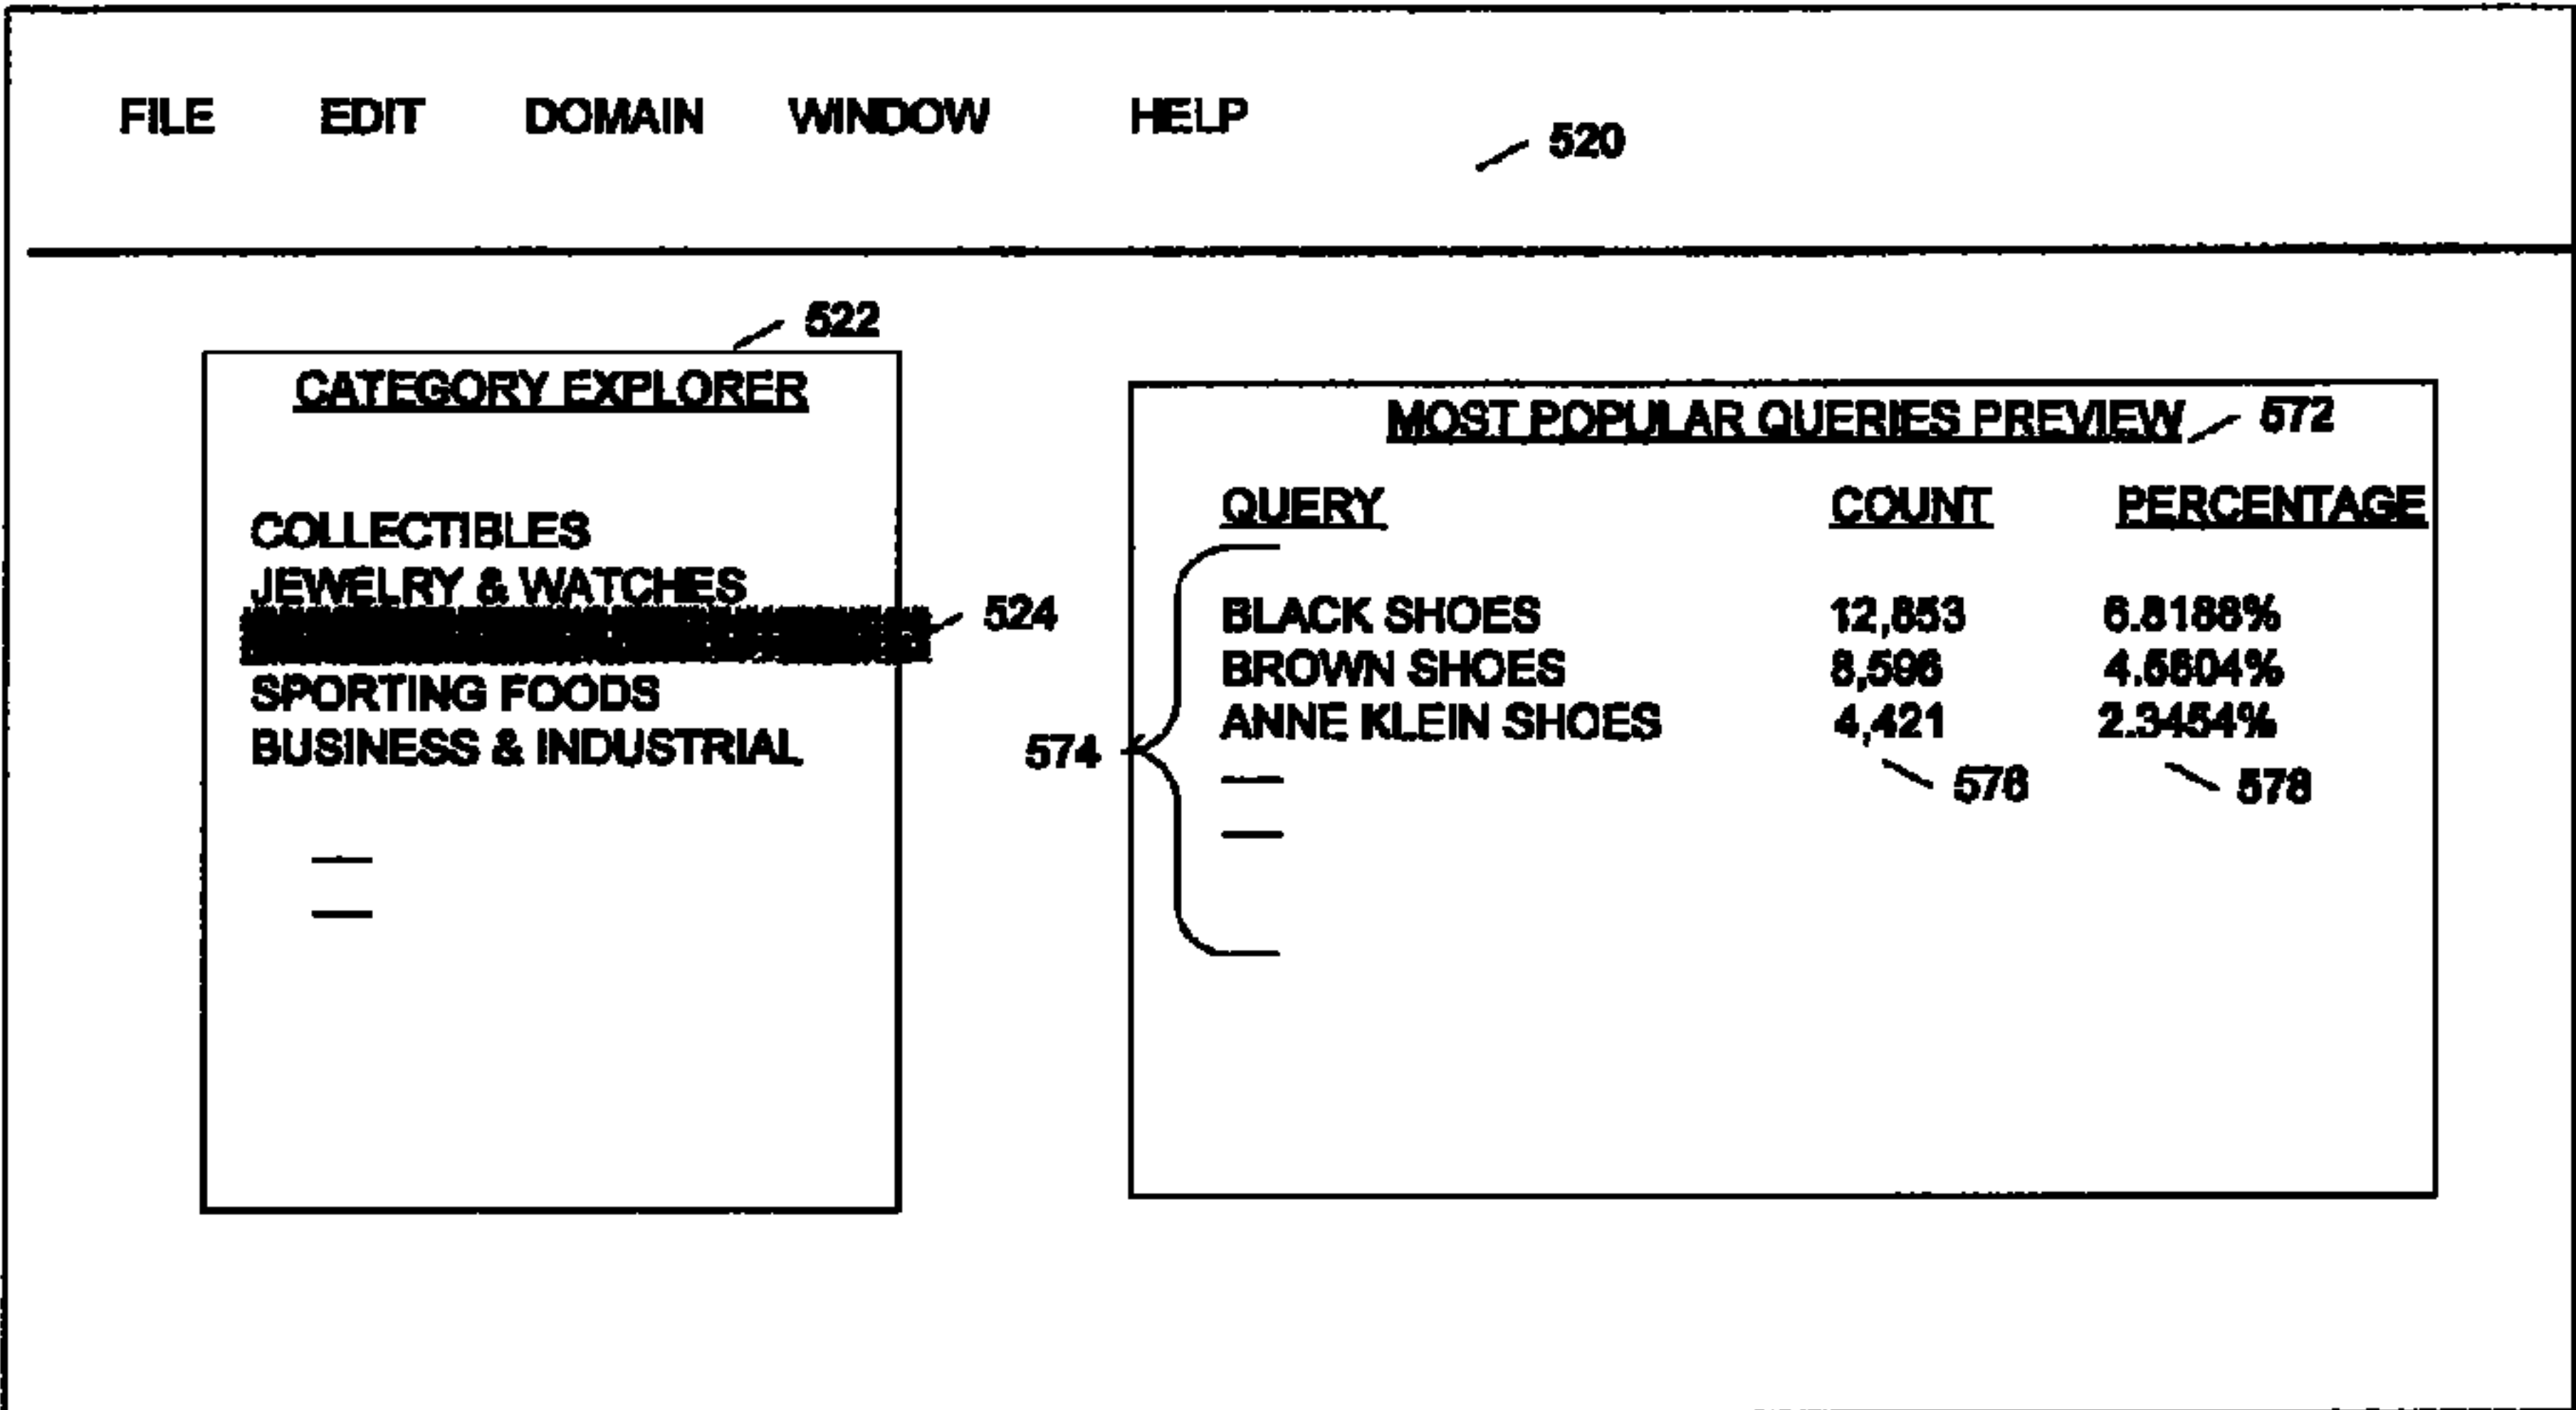 FILE EDIT DOMAIN WINDOW HELP
520
522
CATEGORY EXPLORER
COLLECTIBLES
JEWELRY & WATCHES
524
SPORTING FOODS
BUSINESS & INDUSTRIAL
MOST POPULAR QUERIES PREVIEW 572
QUERY COUNT PERCENTAGE
BLACK SHOES 12,853 6.8188%
BROWN SHOES 8,596 4.5604%
ANNE KLEIN SHOES 4,421 2.3454%
574
576 578